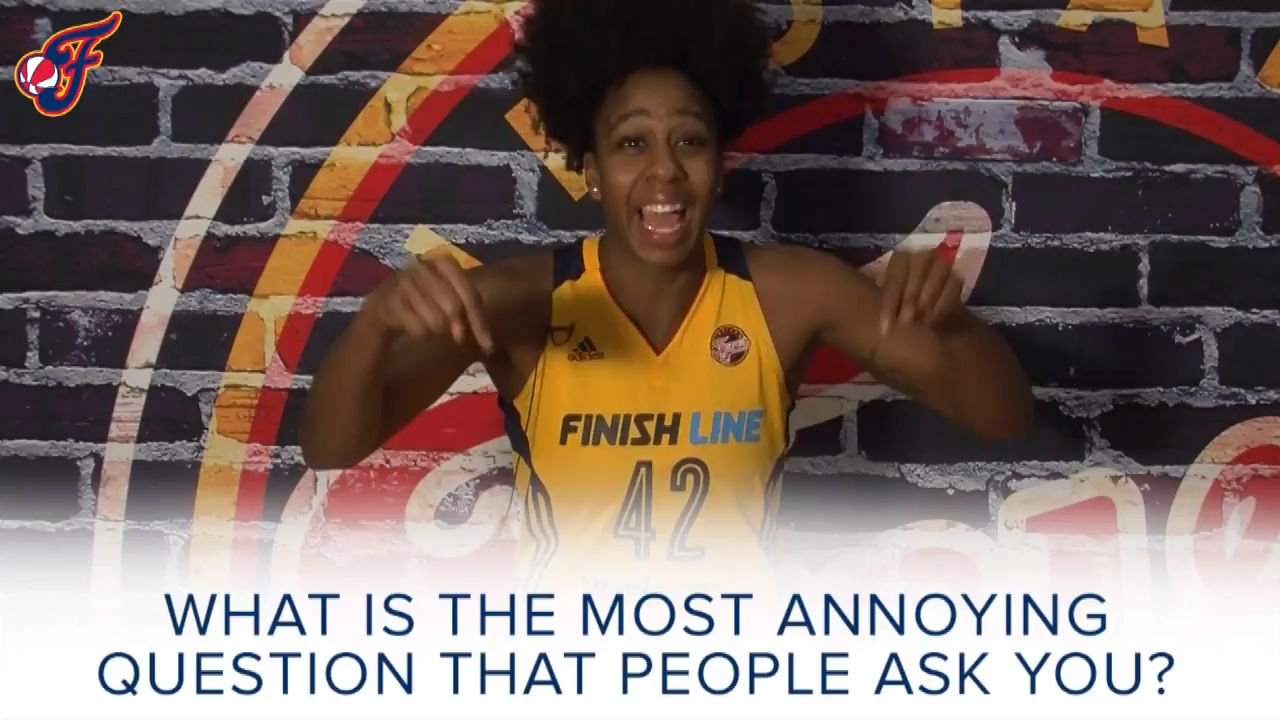 F
FINISH LINE
42
WHAT IS THE MOST ANNOYING
QUESTION THAT PEOPLE ASK YOU?